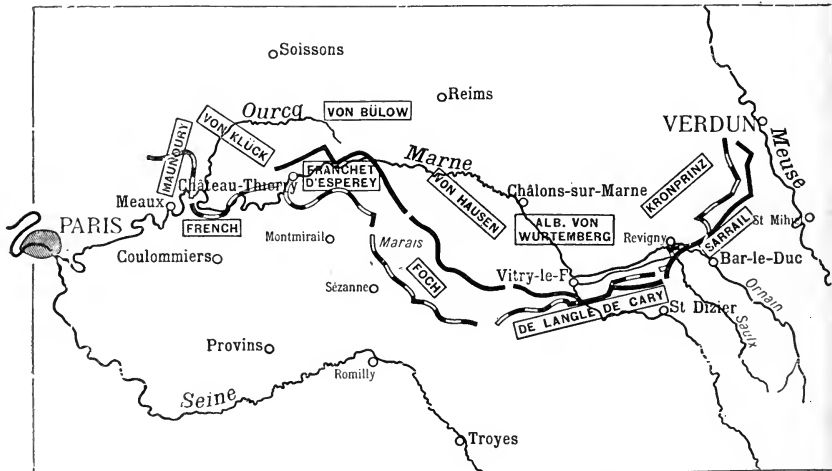 Soissons
Reims
Ourcq
VON BÜLOW
VON KLÜCK
MAUNOURY
VERDUN
Meuse
Marne
Château-Thierry
FRANCHET
D'ESPEREY
VON HAUSEN
KRONPRINZ
Châlons-sur-Marne
Meaux
PARIS
FRENCH
ALB. VON
WURTEMBERG
St Mihi
SARRAIL
Revigny
Montmirail
Marais
Coulommiers
FOCH
Bar-le-Duc
Vitry-le-F
Sézanne
Ornain
DE LANGLE DE CARY
St Dizier
Saulx
Provins
Romilly
Seine
Troyes